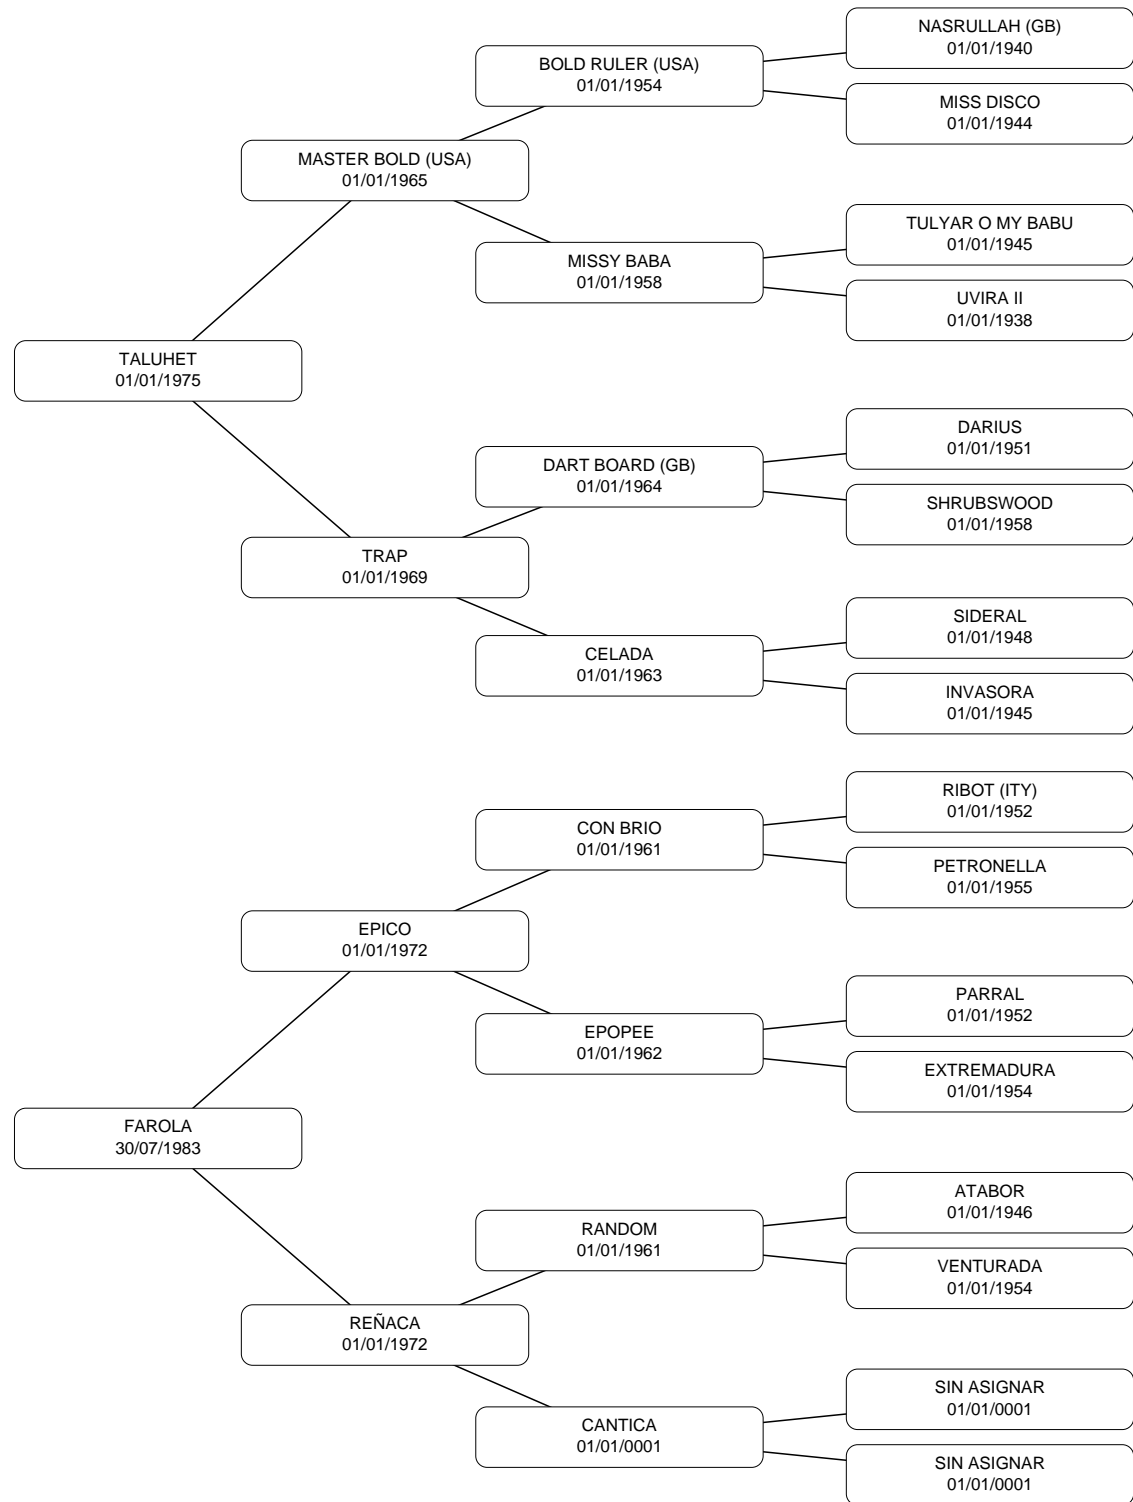 NASRULLAH (GB)
01/01/1940
BOLD RULER (USA)
01/01/1954
MISS DISCO
01/01/1944
MASTER BOLD (USA)
01/01/1965
TULYAR O MY BABU
01/01/1945
MISSY BABA
01/01/1958
UVIRA II
01/01/1938
TALUHET
01/01/1975
DARIUS
01/01/1951
DART BOARD (GB)
01/01/1964
SHRUBSWOOD
01/01/1958
TRAP
01/01/1969
SIDERAL
01/01/1948
CELADA
01/01/1963
INVASORA
01/01/1945
RIBOT (ITY)
01/01/1952
CON BRIO
01/01/1961
PETRONELLA
01/01/1955
EPICO
01/01/1972
PARRAL
01/01/1952
EPOPEE
01/01/1962
EXTREMADURA
01/01/1954
FAROLA
30/07/1983
ATABOR
01/01/1946
RANDOM
01/01/1961
VENTURADA
01/01/1954
REÑACA
01/01/1972
SIN ASIGNAR
01/01/0001
CANTICA
01/01/0001
SIN ASIGNAR
01/01/0001